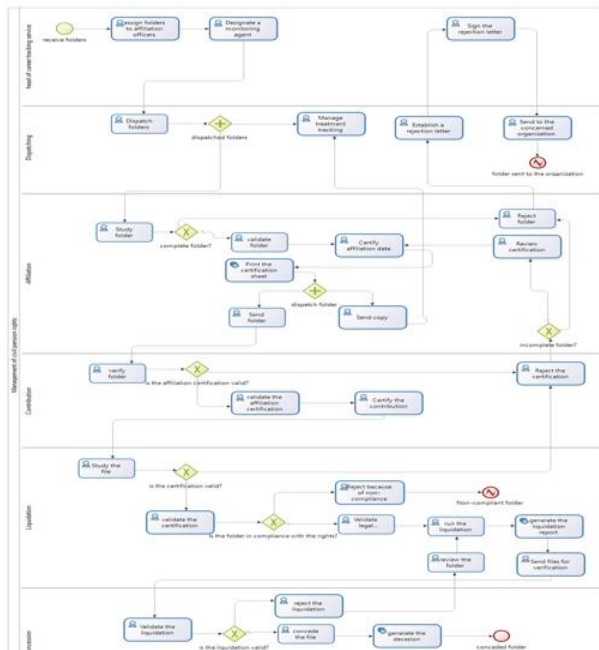 Management of civil pension rights
head of career tracking service
receive folders
Assign folders
to affiliation
officers
Designate a
monitoring
agent
Sign the
rejection letter
Dispatching
Dispatch
folders
dispatched folders
Manage
treatment
tracking
Establish a
rejection letter
Send to the
concerned
organisation
folder sent to the organization
Affiliation
Study
folder
complete folder?
validate
folder
Certify
affiliation data
Reject
folder
Review
certification
Print the
certification
sheet
dispatch folder
Send
folder
Send copy
incomplete folder?
Contribution
verify
folder
is the affiliation certification valid?
validate the
affiliation
certification
Certify the
contribution
Reject the
certification
Liquidation
Study the
file
is the certification valid?
validate the
certification
Is the folder in compliance with the rights?
Reject because
of non-
compliance
Non-compliant folder
Validate
legal...
run the
liquidation
generate the
liquidation
report
review the
folder
Send files for
verification
Validate the
liquidation
is the liquidation valid?
reject the
liquidation
concede
the file
generate the
decesion
conceded folder